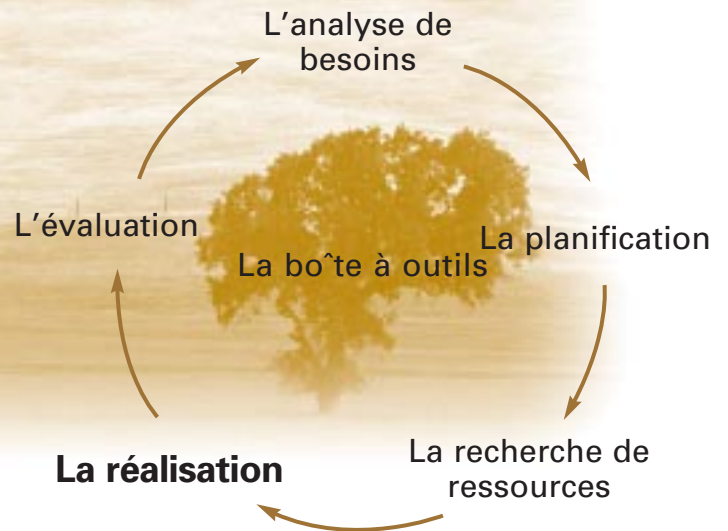 L'analyse de
besoins
L'évaluation
La planification
La boˆte à outils
La recherche de
ressources
La réalisation